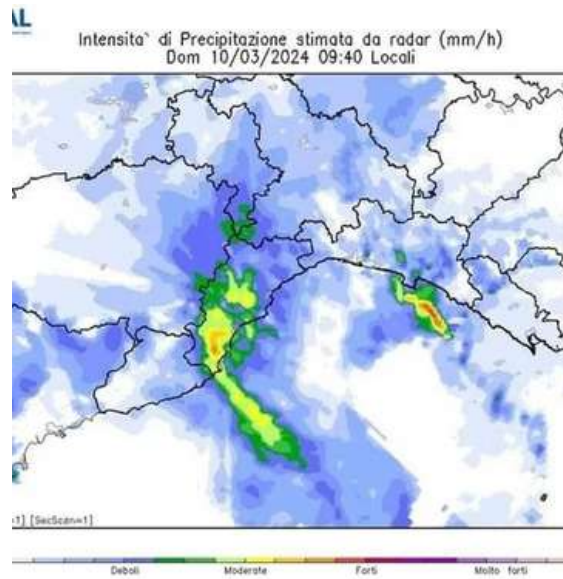 AL
Intensita` di Precipitazione stimata da radar (mm/h)
Dom 10/03/2024 09:40 Locali
=1] [SecScan=1]
Deboli Moderate Forti Molto forti